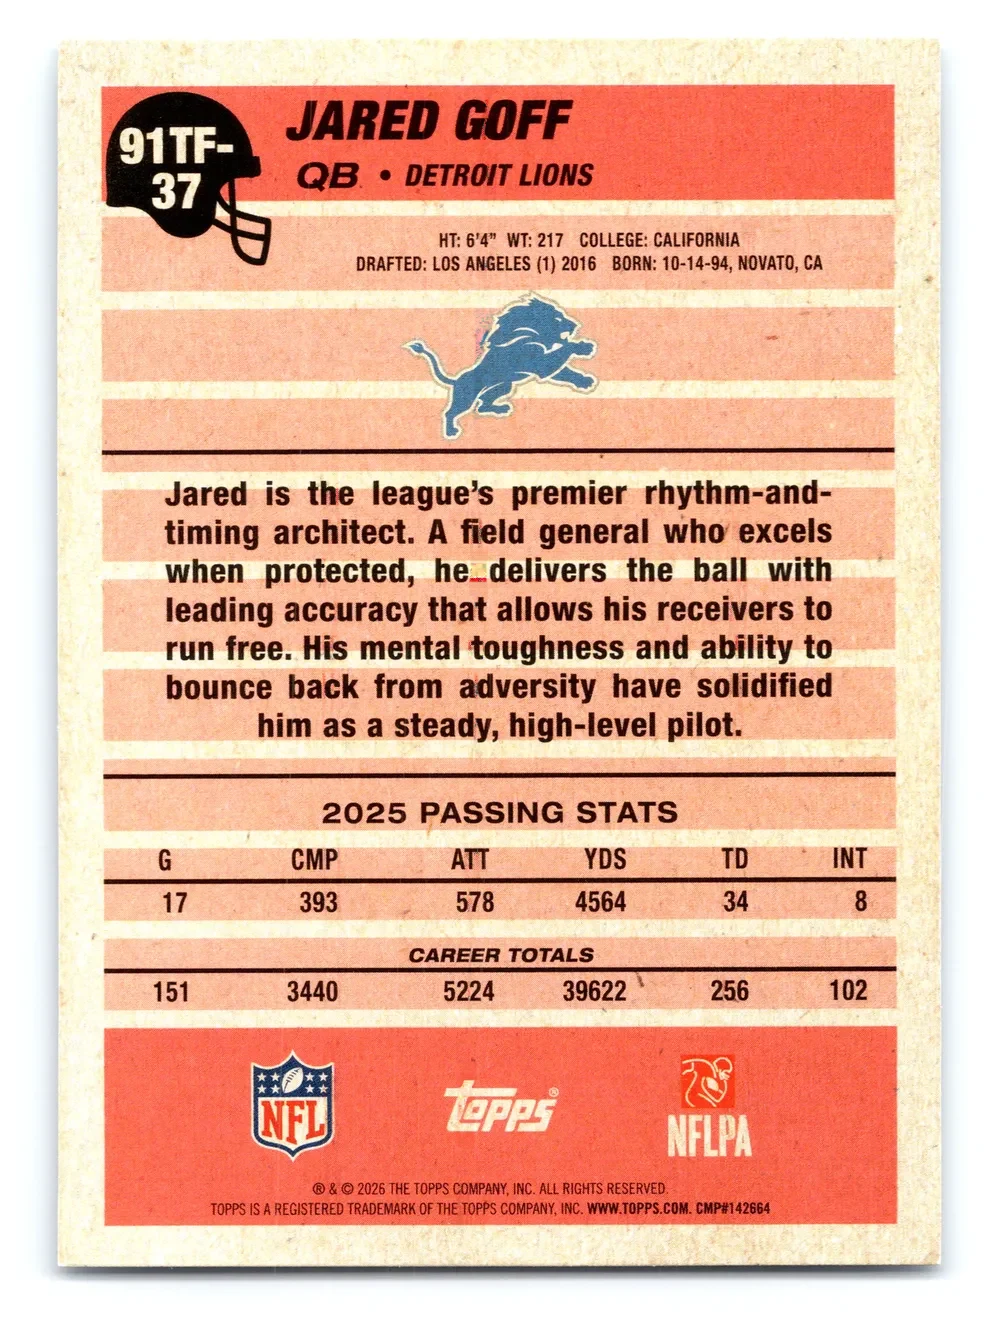 91TF-
37
JARED GOFF
QB • DETROIT LIONS
HT: 6'4" WT: 217 COLLEGE: CALIFORNIA
DRAFTED: LOS ANGELES (1) 2016 BORN: 10-14-94, NOVATO, CA
Jared is the league's premier rhythm-and-
timing architect. A field general who excels
when protected, he delivers the ball with
leading accuracy that allows his receivers to
run free. His mental toughness and ability to
bounce back from adversity have solidified
him as a steady, high-level pilot.
2025 PASSING STATS
G CMP ATT YDS TD INT
17 393 578 4564 34 8
CAREER TOTALS
151 3440 5224 39622 256 102
NFL
topps®
NFLPA
® & © 2026 THE TOPPS COMPANY, INC. ALL RIGHTS RESERVED.
TOPPS IS A REGISTERED TRADEMARK OF THE TOPPS COMPANY, INC. WWW.TOPPS.COM. CMP#142664